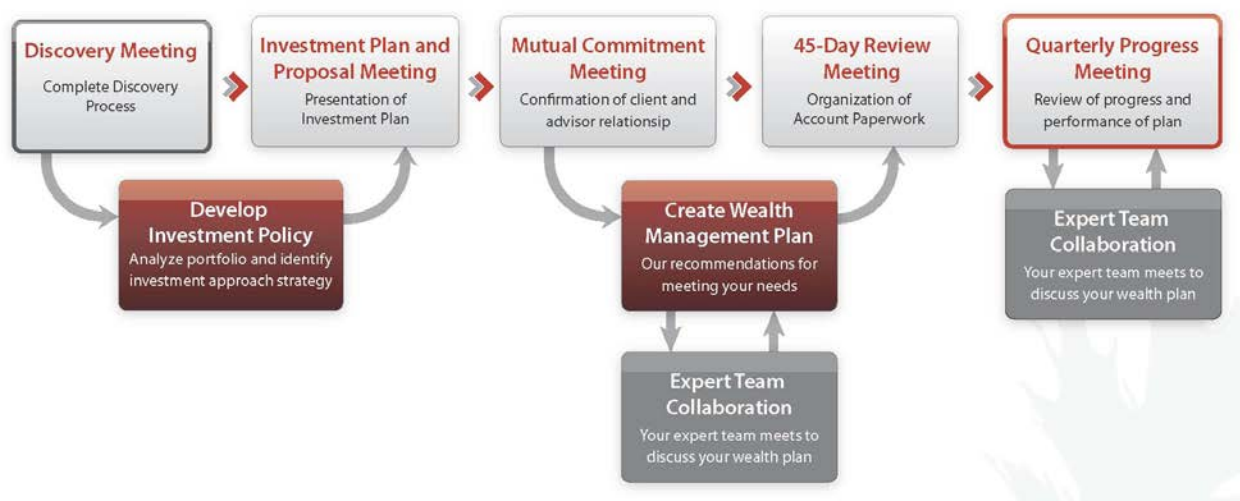 Discovery Meeting
Complete Discovery
Process
Investment Plan and
Proposal Meeting
Presentation of
Investment Plan
Mutual Commitment
Meeting
Confirmation of client and
advisor relationsip
45-Day Review
Meeting
Organization of
Account Paperwork
Quarterly Progress
Meeting
Review of progress and
performance of plan
Develop
Investment Policy
Analyze portfolio and identify
investment approach strategy
Create Wealth
Management Plan
Our recommendations for
meeting your needs
Expert Team
Collaboration
Your expert team meets to
discuss your wealth plan
Expert Team
Collaboration
Your expert team meets to
discuss your wealth plan